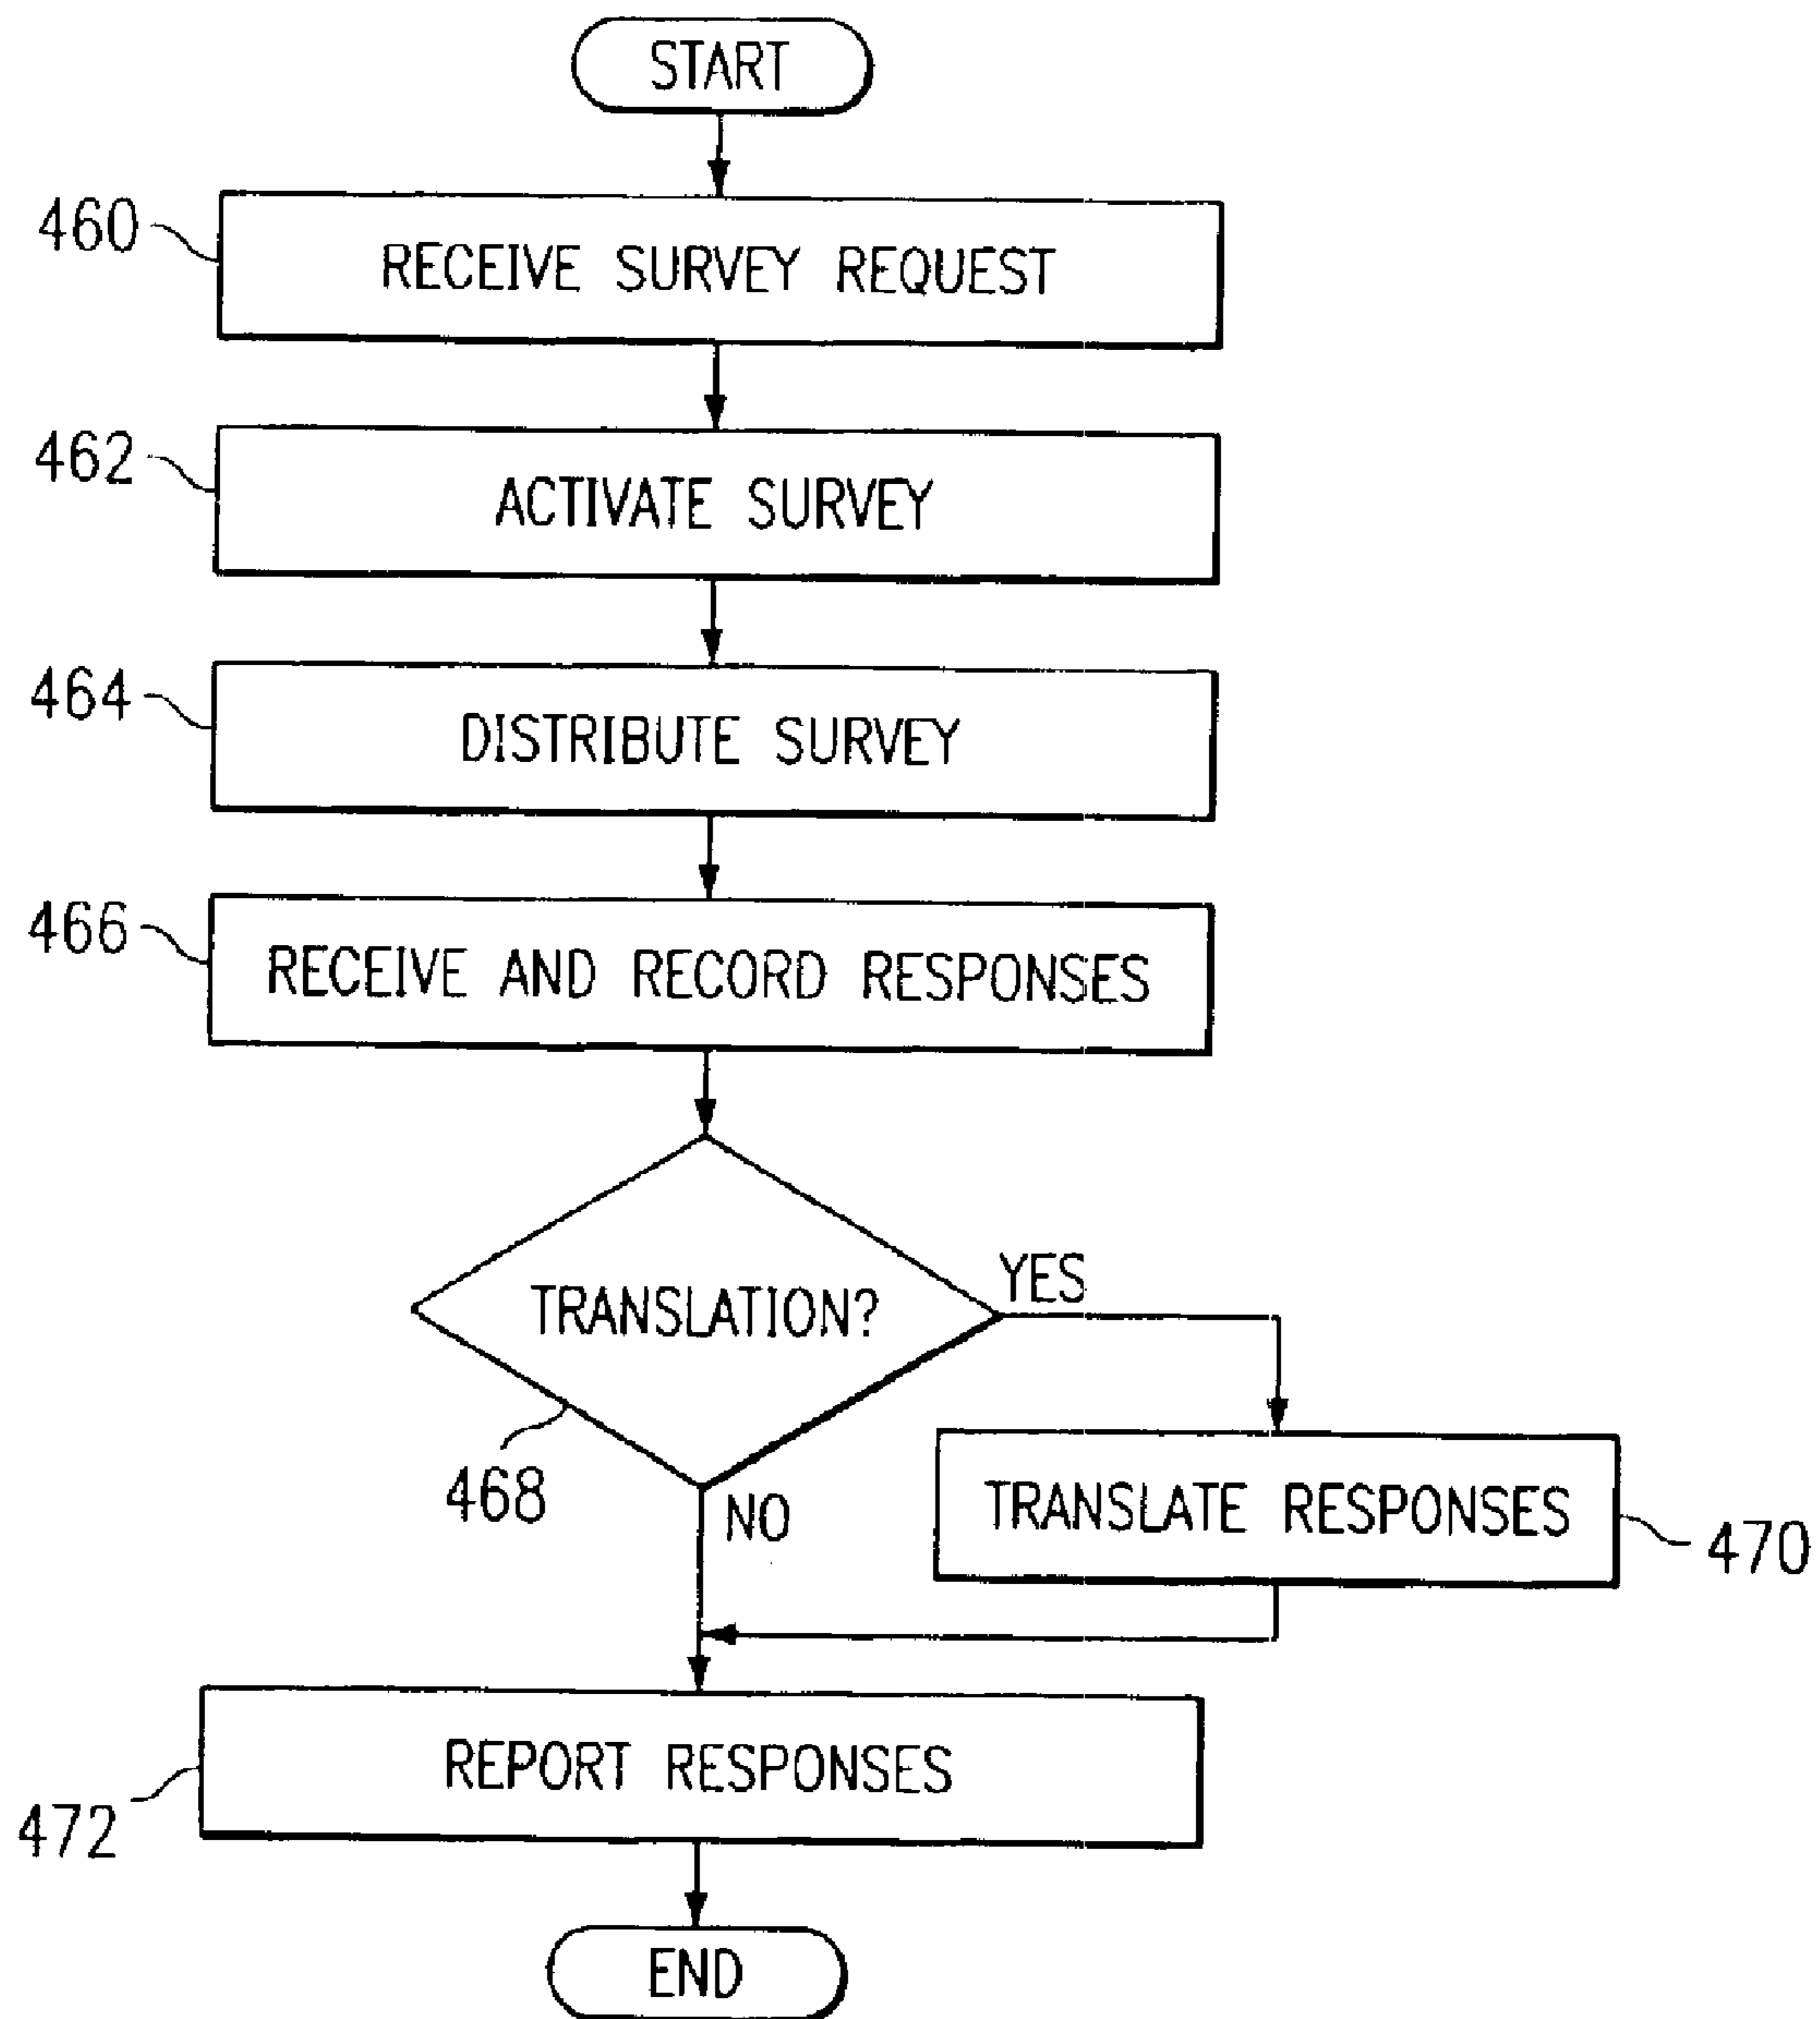 START
460
RECEIVE SURVEY REQUEST
462
ACTIVATE SURVEY
464
DISTRIBUTE SURVEY
466
RECEIVE AND RECORD RESPONSES
TRANSLATION?
YES
468
NO
TRANSLATE RESPONSES
470
REPORT RESPONSES
472
END